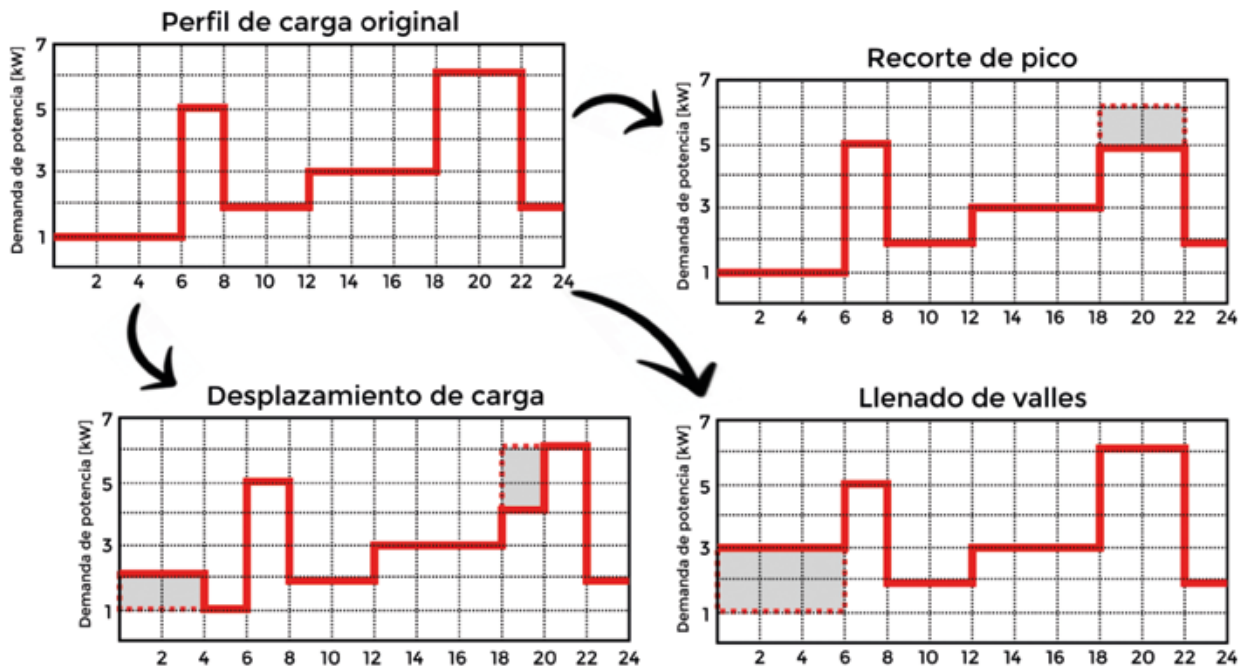 Perfil de carga original
Demanda de potencia [kW]
7
5
3
1
2 4 6 8 10 12 14 16 18 20 22 24
Recorte de pico
Demanda de potencia [kW]
7
5
3
1
2 4 6 8 10 12 14 16 18 20 22 24
Desplazamiento de carga
Demanda de potencia [kW]
7
5
3
1
2 4 6 8 10 12 14 16 18 20 22 24
Llenado de valles
Demanda de potencia [kW]
7
5
3
1
2 4 6 8 10 12 14 16 18 20 22 24